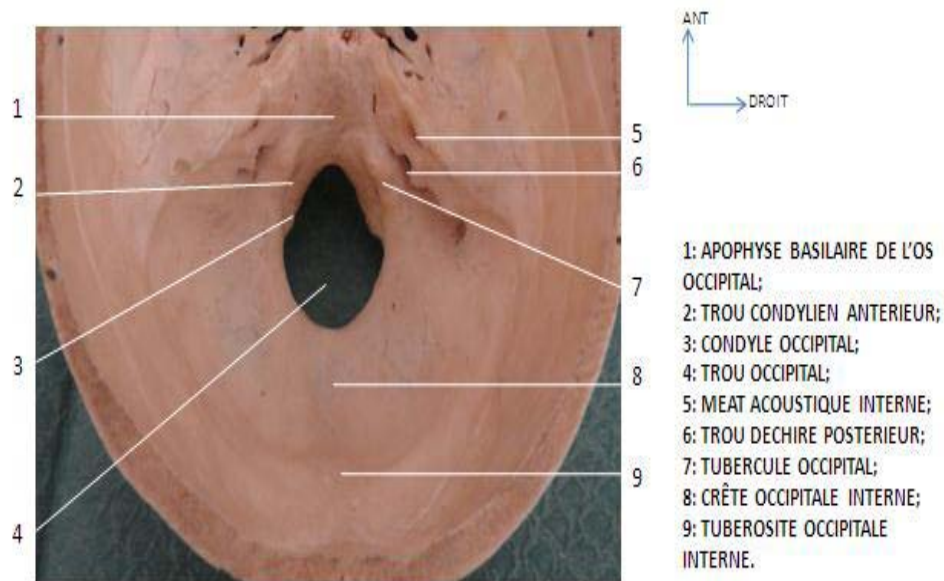 ANT
DROIT
1
2
3
4
5
6
7
8
9
1: APOPHYSE BASILAIRE DE L'OS
OCCIPITAL;
2: TROU CONDYLIEN ANTERIEUR;
3: CONDYLE OCCIPITAL;
4: TROU OCCIPITAL;
5: MEAT ACOUSTIQUE INTERNE;
6: TROU DECHIRE POSTERIEUR;
7: TUBERCULE OCCIPITAL;
8: CRÊTE OCCIPITALE INTERNE;
9: TUBEROSITE OCCIPITALE
INTERNE.